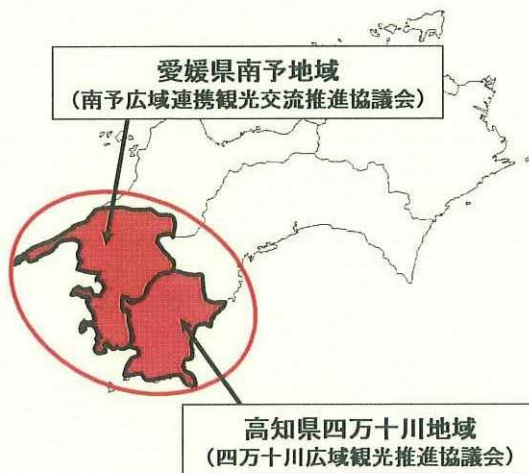 愛媛県南予地域
（南予広域連携観光交流推進協議会）
高知県四万十川地域
（四万十川広域観光推進協議会）